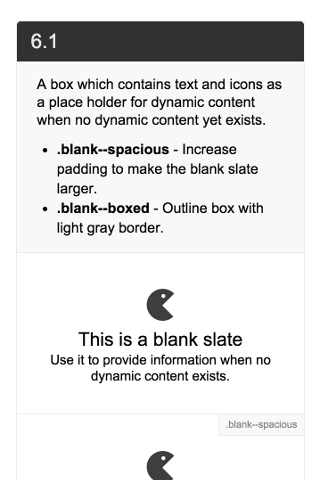 6.1
A box which contains text and icons as
a place holder for dynamic content
when no dynamic content yet exists.
• .blank--spacious - Increase
padding to make the blank slate
larger.
• .blank--boxed - Outline box with
light gray border.
This is a blank slate
Use it to provide information when no
dynamic content exists.
.blank--spacious